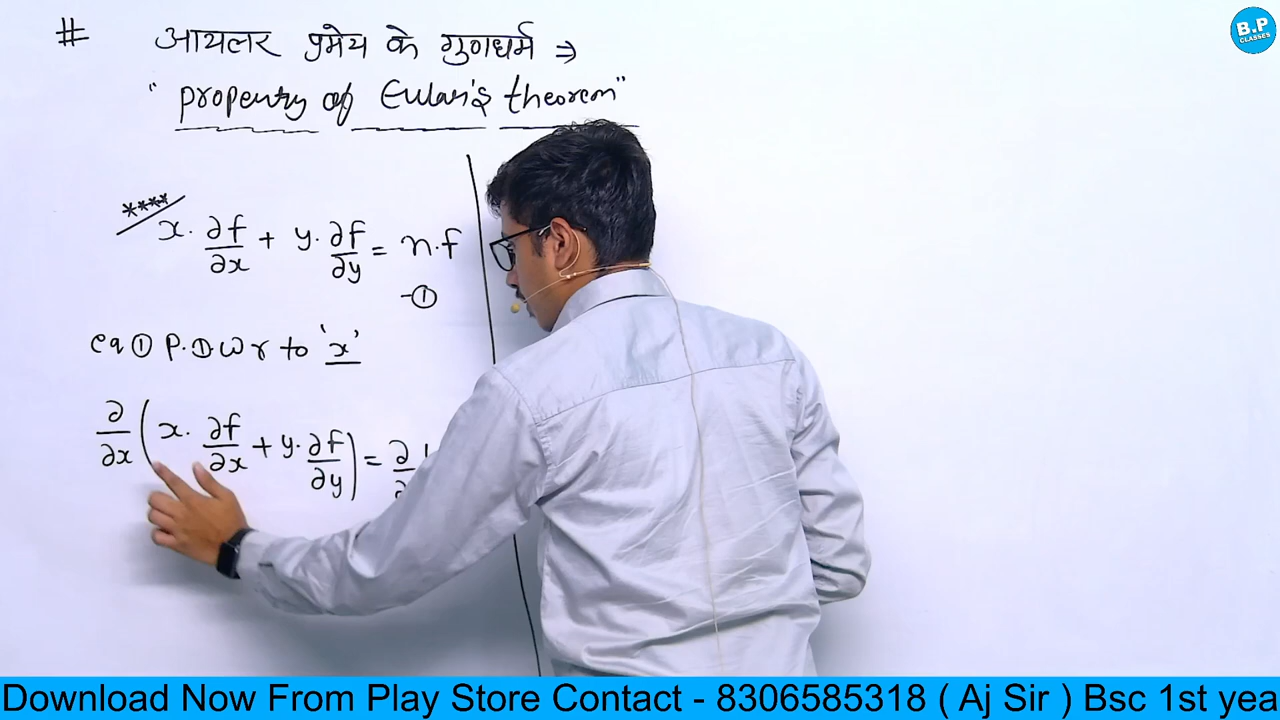 # आयलर प्रमेय के गुणधर्म ⇒
"property of Eular's theorem"
****
x. ∂f/∂x + y. ∂f/∂y = n.f
-①
eq ① P.D w r to 'x'
∂/∂x (x. ∂f/∂x + y. ∂f/∂y) = ∂/∂
B.P
CLASSES
Download Now From Play Store Contact - 8306585318 ( Aj Sir ) Bsc 1st yea